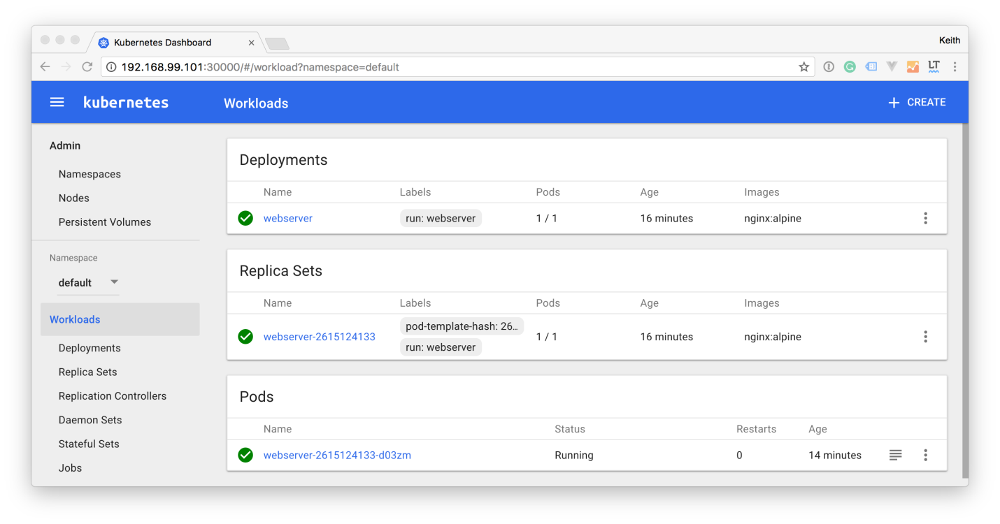 Kubernetes Dashboard
Keith
192.168.99.101:30000/#/workload?namespace=default
LT
kubernetes Workloads + CREATE
Admin
Namespaces
Nodes
Persistent Volumes
Namespace
default
Workloads
Deployments
Replica Sets
Replication Controllers
Daemon Sets
Stateful Sets
Jobs
Deployments
Name Labels Pods Age Images
webserver run: webserver 1 / 1 16 minutes nginx:alpine
Replica Sets
Name Labels Pods Age Images
webserver-2615124133 pod-template-hash: 26… run: webserver 1 / 1 16 minutes nginx:alpine
Pods
Name Status Restarts Age
webserver-2615124133-d03zm Running 0 14 minutes